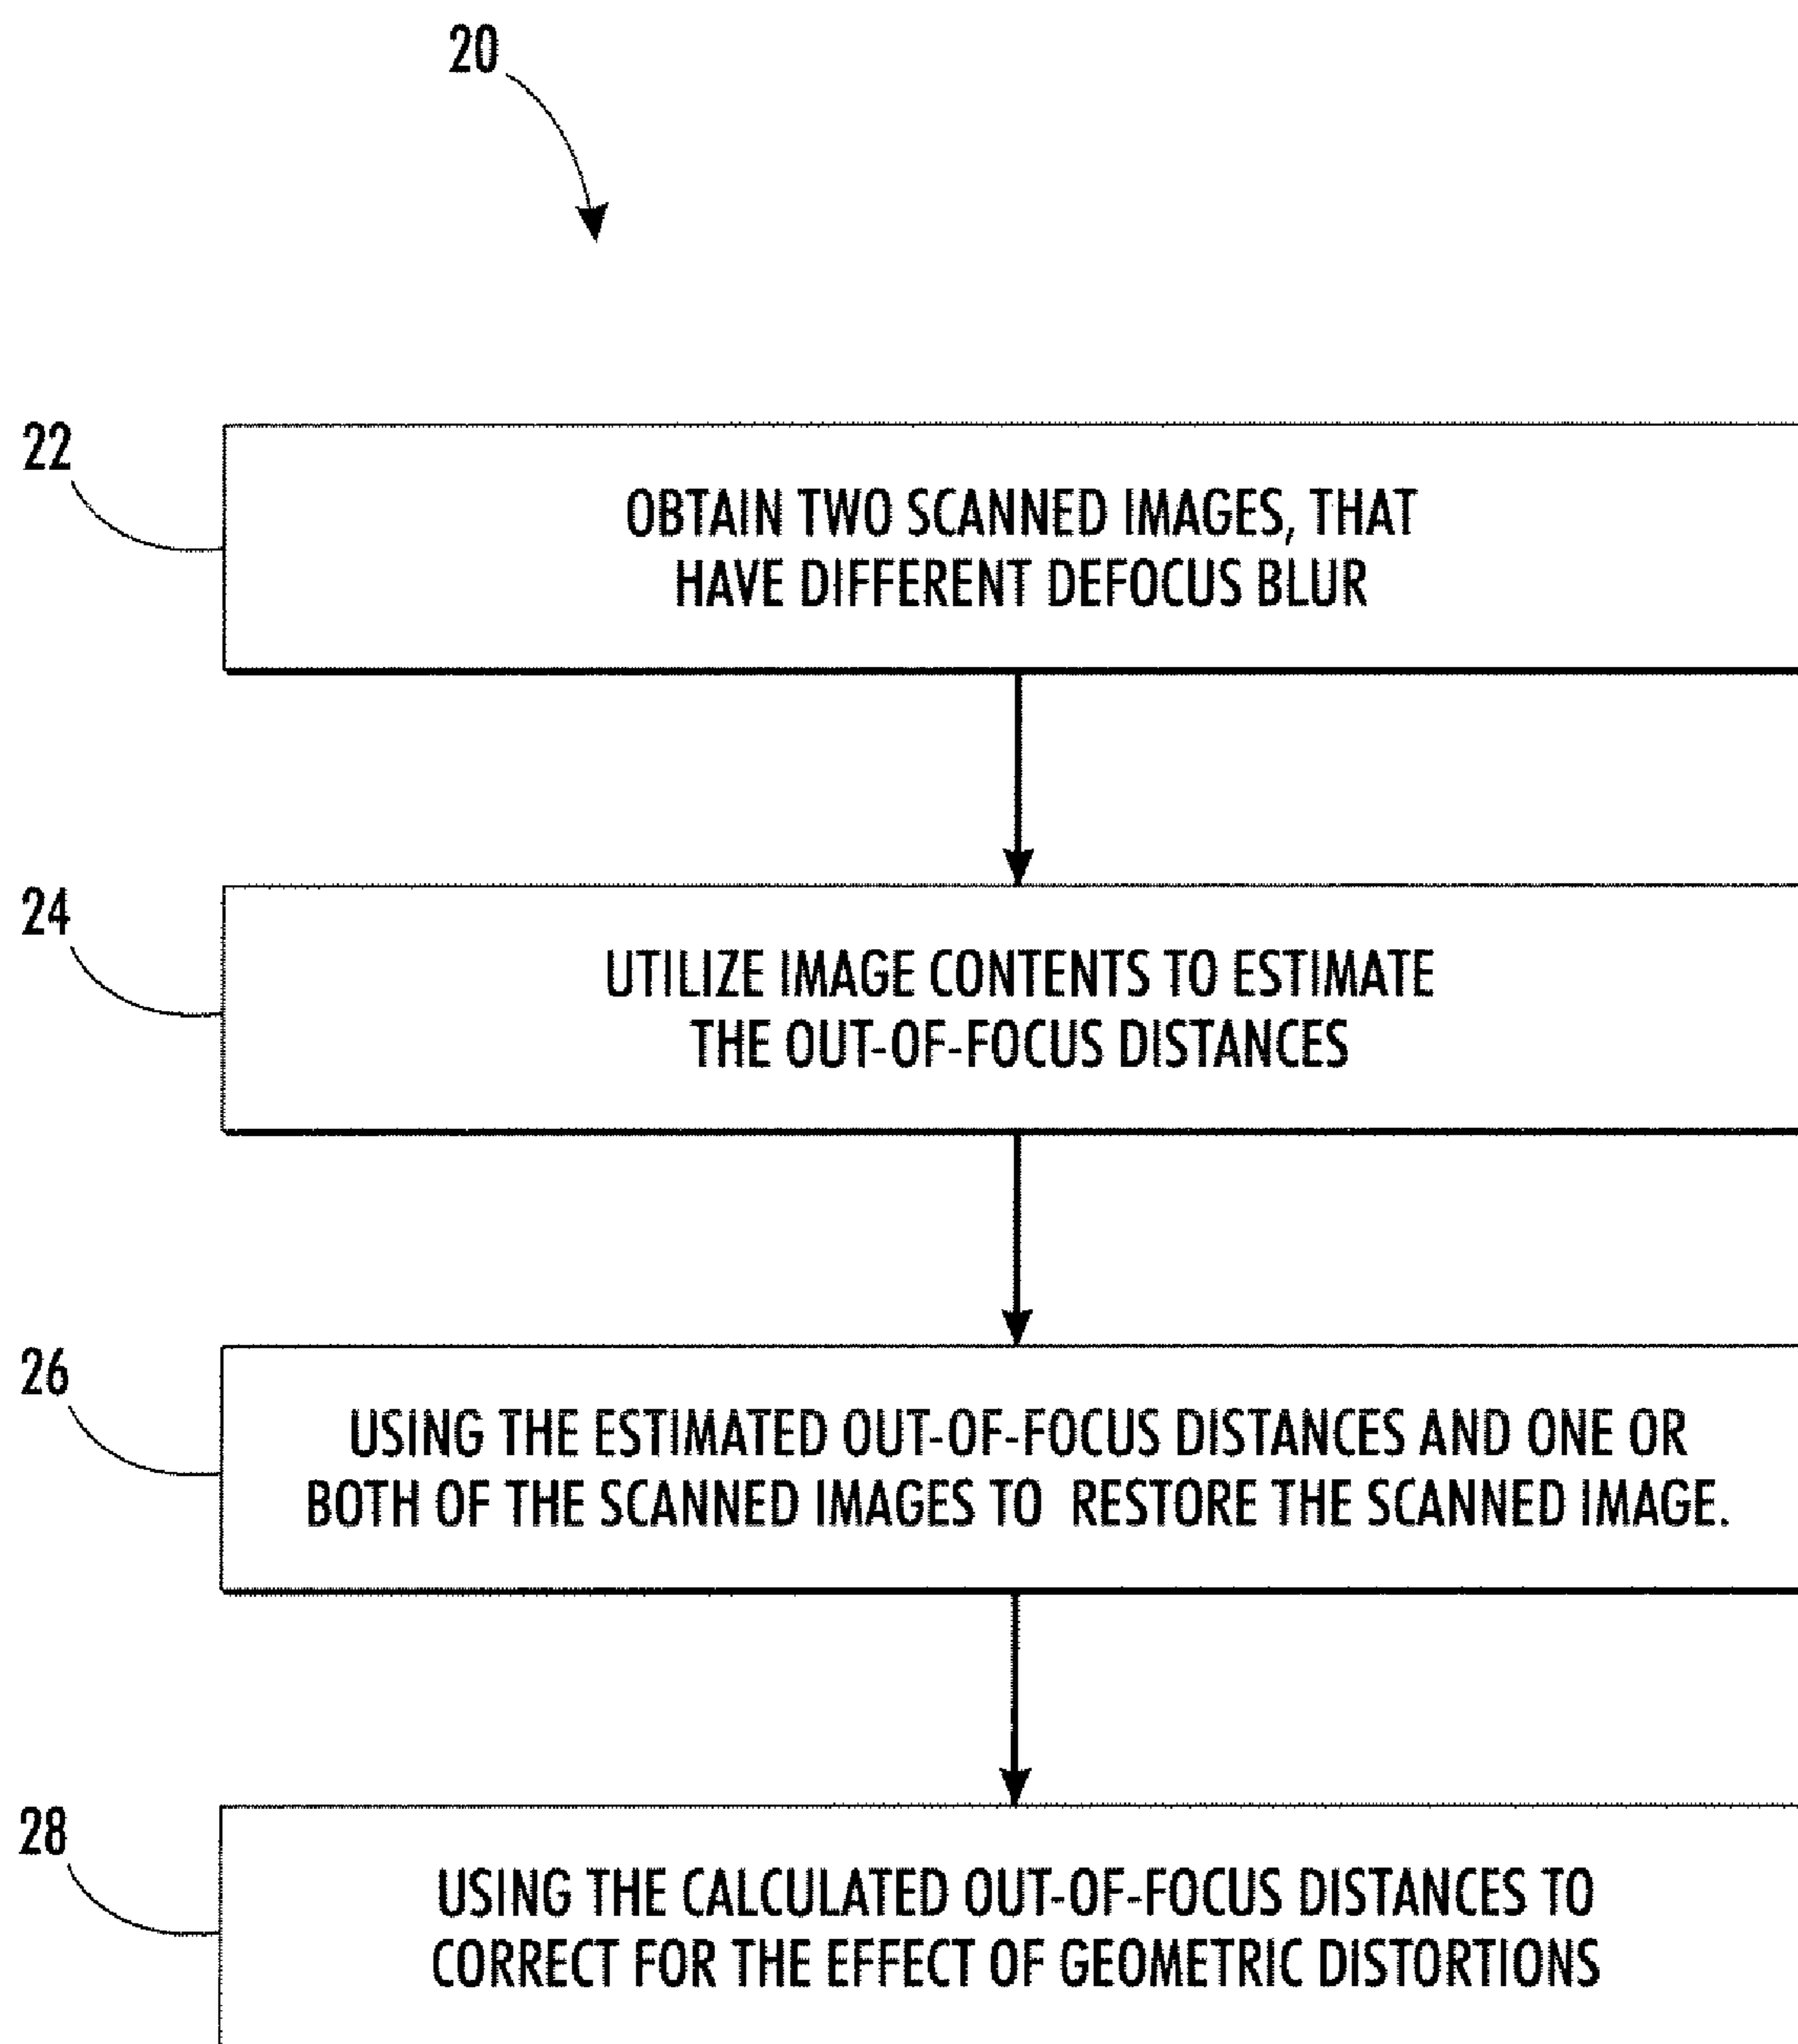 20
22
OBTAIN TWO SCANNED IMAGES, THAT
HAVE DIFFERENT DEFOCUS BLUR
24
UTILIZE IMAGE CONTENTS TO ESTIMATE
THE OUT-OF-FOCUS DISTANCES
26
USING THE ESTIMATED OUT-OF-FOCUS DISTANCES AND ONE OR
BOTH OF THE SCANNED IMAGES TO RESTORE THE SCANNED IMAGE.
28
USING THE CALCULATED OUT-OF-FOCUS DISTANCES TO
CORRECT FOR THE EFFECT OF GEOMETRIC DISTORTIONS